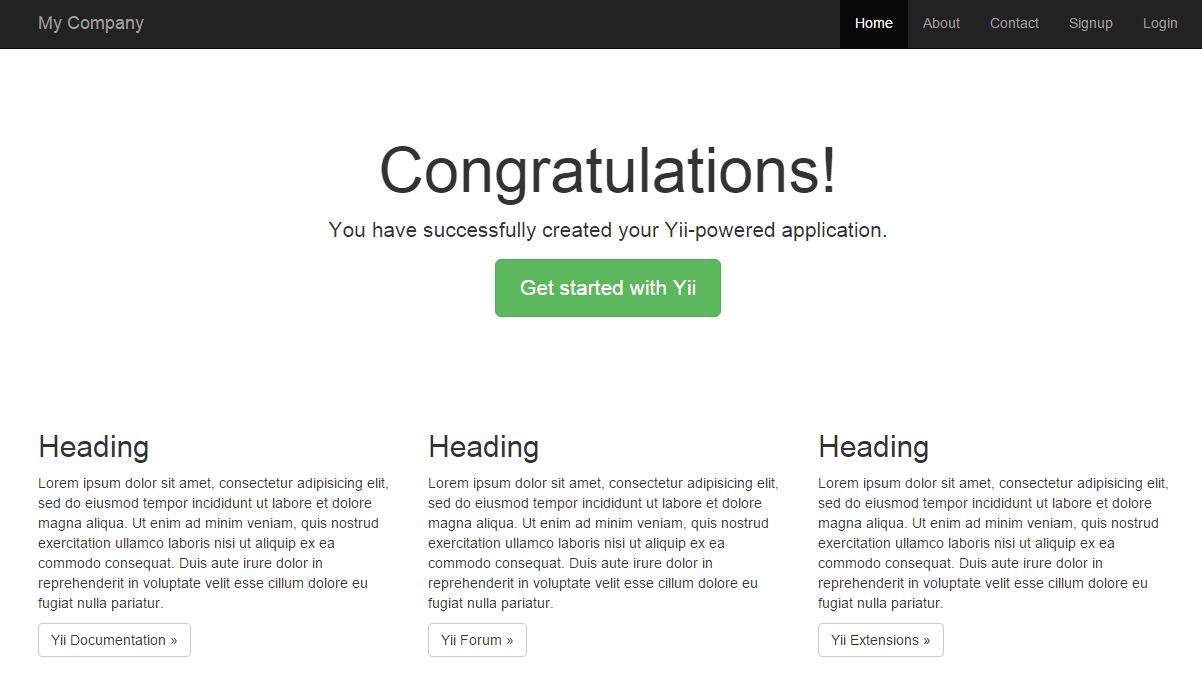 My Company
Home About Contact Signup Login
Congratulations!
You have successfully created your Yii-powered application.
Get started with Yii
Heading
Lorem ipsum dolor sit amet, consectetur adipisicing elit,
sed do eiusmod tempor incididunt ut labore et dolore
magna aliqua. Ut enim ad minim veniam, quis nostrud
exercitation ullamco laboris nisi ut aliquip ex ea
commodo consequat. Duis aute irure dolor in
reprehenderit in voluptate velit esse cillum dolore eu
fugiat nulla pariatur.
Yii Documentation »
Heading
Lorem ipsum dolor sit amet, consectetur adipisicing elit,
sed do eiusmod tempor incididunt ut labore et dolore
magna aliqua. Ut enim ad minim veniam, quis nostrud
exercitation ullamco laboris nisi ut aliquip ex ea
commodo consequat. Duis aute irure dolor in
reprehenderit in voluptate velit esse cillum dolore eu
fugiat nulla pariatur.
Yii Forum »
Heading
Lorem ipsum dolor sit amet, consectetur adipisicing elit,
sed do eiusmod tempor incididunt ut labore et dolore
magna aliqua. Ut enim ad minim veniam, quis nostrud
exercitation ullamco laboris nisi ut aliquip ex ea
commodo consequat. Duis aute irure dolor in
reprehenderit in voluptate velit esse cillum dolore eu
fugiat nulla pariatur.
Yii Extensions »